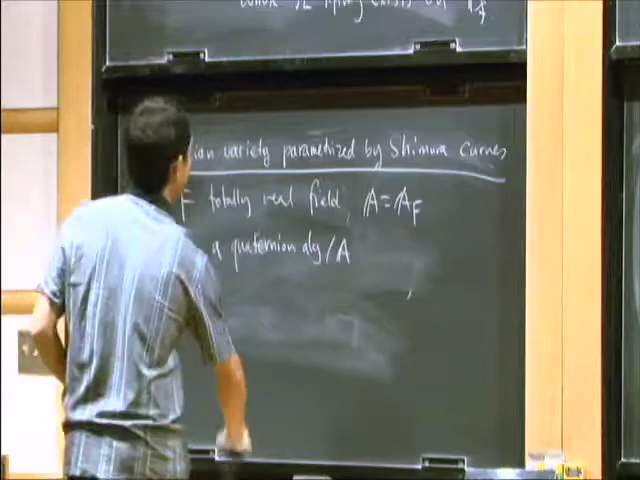 ian variety parametrized by Shimura Curves
F totally real field, 𝔸 = 𝔸_F
a quaternion alg / 𝔸